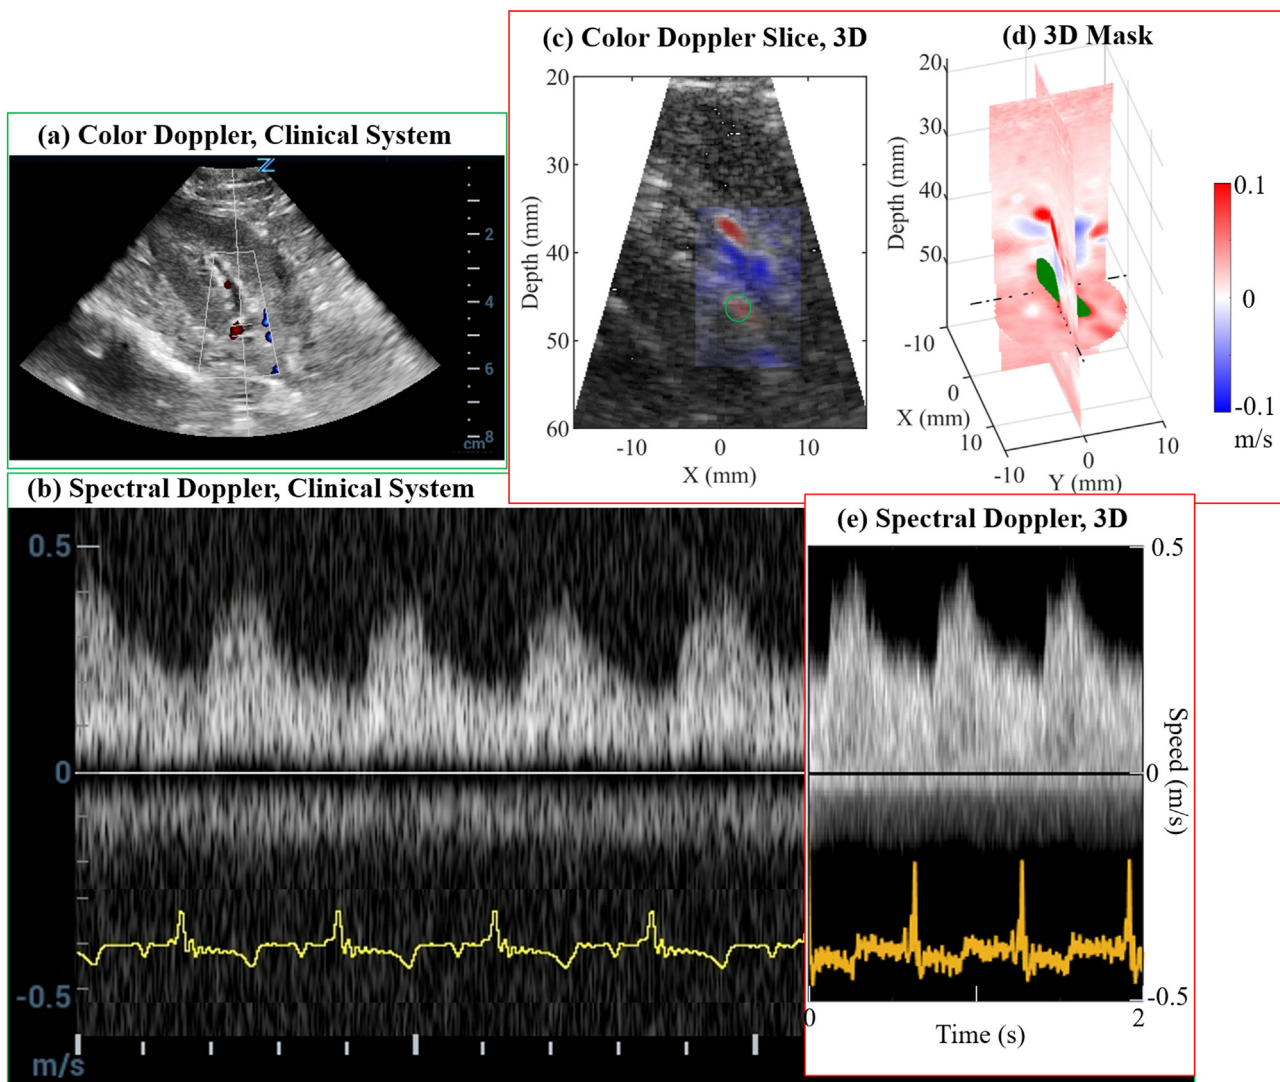 (a) Color Doppler, Clinical System
Z
2
4
6
8
cm
(c) Color Doppler Slice, 3D
20
30
40
50
60
Depth (mm)
-10
0
10
X (mm)
(d) 3D Mask
20
30
40
50
Depth (mm)
-10
0
10
X (mm)
-10
0
10
Y (mm)
0.1
0
-0.1
m/s
(b) Spectral Doppler, Clinical System
0.5
0
-0.5
m/s
(e) Spectral Doppler, 3D
0.5
0
-0.5
Speed (m/s)
0
2
Time (s)